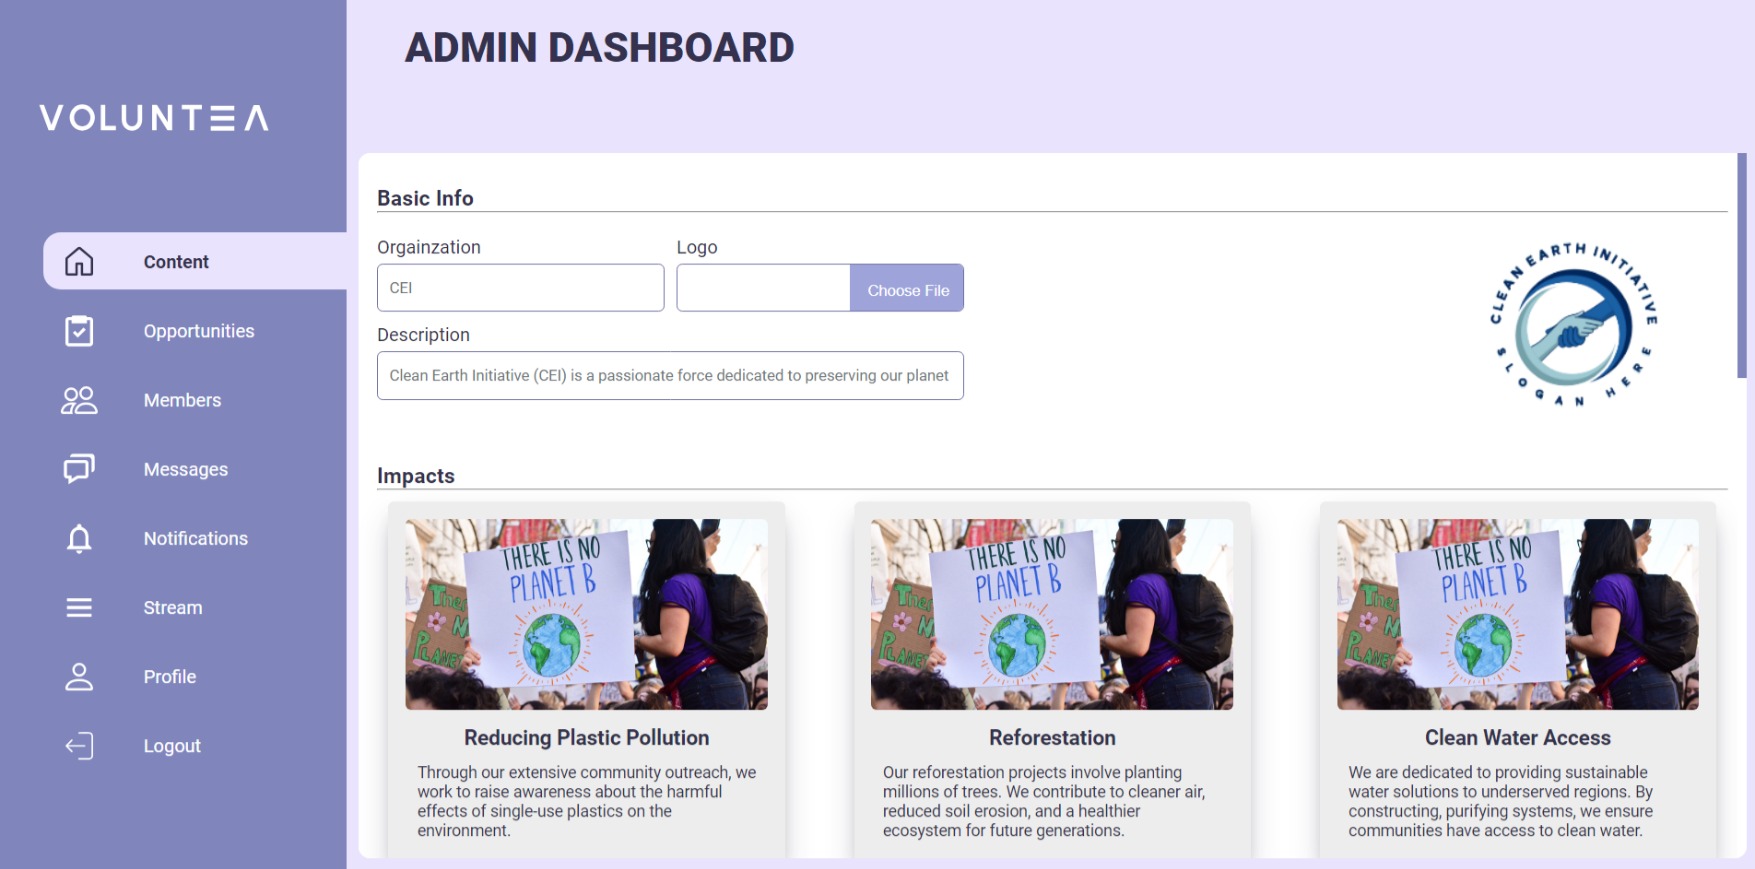 ADMIN DASHBOARD
VOLUNTEA
Content
Opportunities
Members
Messages
Notifications
Stream
Profile
Logout
Basic Info
Orgainzation
Logo
CEI
Choose File
Description
Clean Earth Initiative (CEI) is a passionate force dedicated to preserving our planet
CLEAN EARTH INITIATIVE
SLOGAN HERE
Impacts
THERE IS NO
PLANET B
Reducing Plastic Pollution
Through our extensive community outreach, we
work to raise awareness about the harmful
effects of single-use plastics on the
environment.
THERE IS NO
PLANET B
Reforestation
Our reforestation projects involve planting
millions of trees. We contribute to cleaner air,
reduced soil erosion, and a healthier
ecosystem for future generations.
THERE IS NO
PLANET B
Clean Water Access
We are dedicated to providing sustainable
water solutions to underserved regions. By
constructing, purifying systems, we ensure
communities have access to clean water.